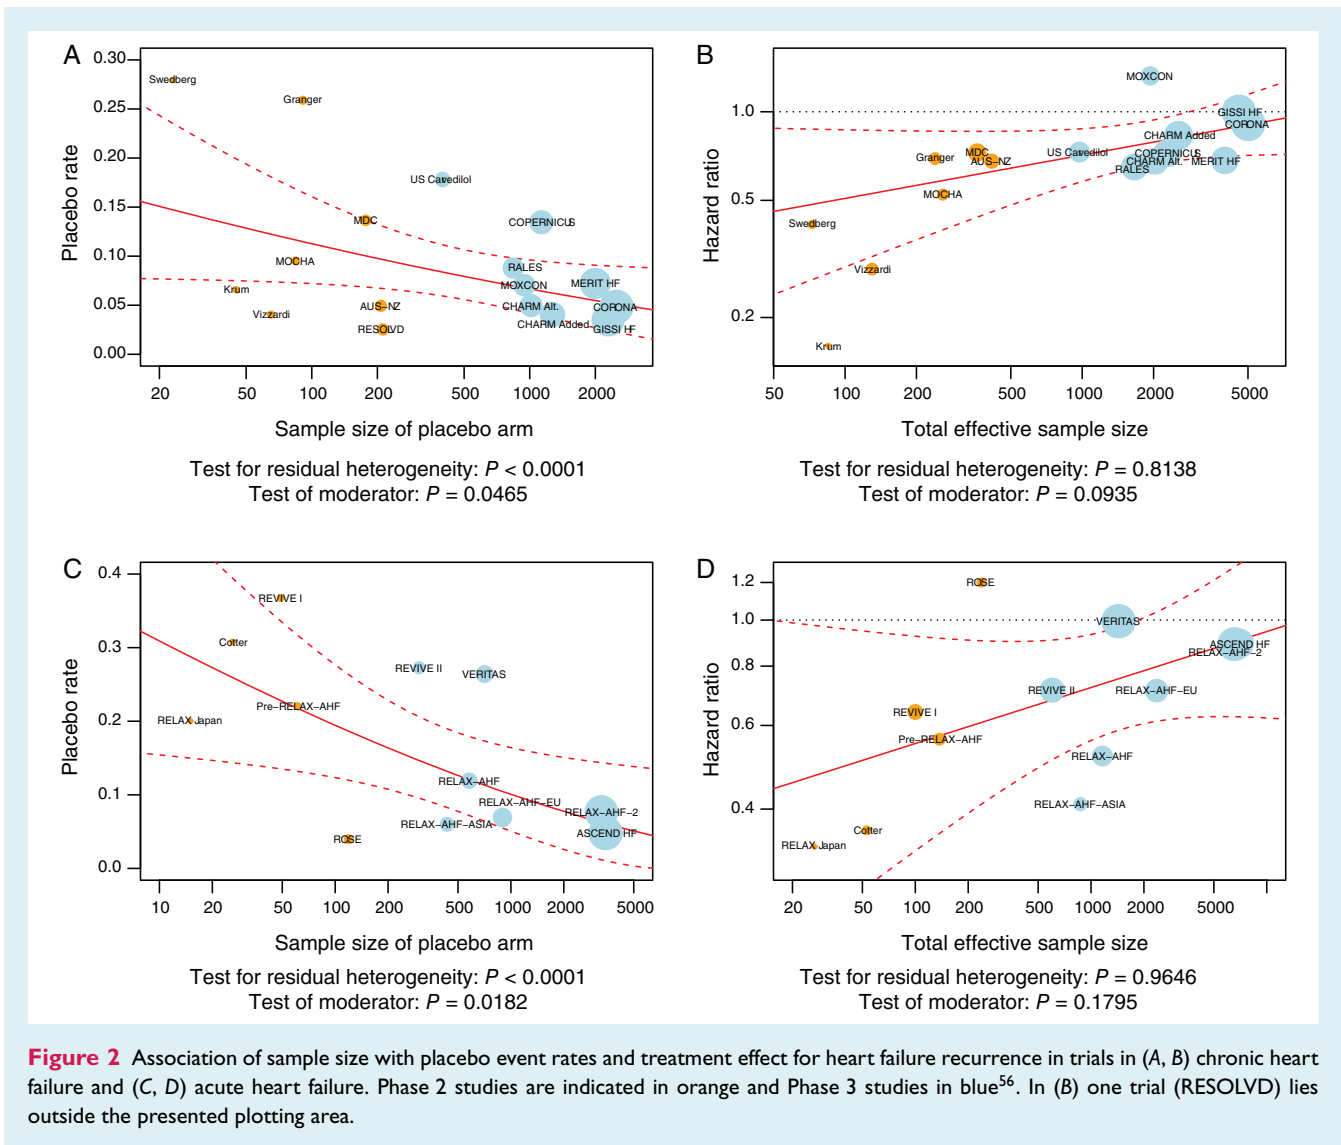 A
Placebo rate
0.30
0.25
0.20
0.15
0.10
0.05
0.00
Swedberg
Granger
US Carvedilol
MDC
COPERNICUS
MOCHA
RALES
MOXCON
MERIT HF
Krum
Vizzardi
AUS−NZ
RESOLVD
CHARM Alt.
CHARM Added
CORONA
GISSI HF
20 50 100 200 500 1000 2000
Sample size of placebo arm
Test for residual heterogeneity: P < 0.0001
Test of moderator: P = 0.0465
B
Hazard ratio
1.0
0.5
0.2
MOXCON
GISSI HF
CORONA
CHARM Added
US Carvedilol
COPERNICUS
CHARM Alt.
MERIT HF
RALES
Granger
MDC
AUS−NZ
MOCHA
Swedberg
Vizzardi
Krum
50 100 200 500 1000 2000 5000
Total effective sample size
Test for residual heterogeneity: P = 0.8138
Test of moderator: P = 0.0935
C
Placebo rate
0.4
0.3
0.2
0.1
0.0
REVIVE I
Cotter
REVIVE II
VERITAS
Pre−RELAX−AHF
RELAX Japan
RELAX−AHF
RELAX−AHF−EU
RELAX−AHF−2
RELAX−AHF−ASIA
ASCEND HF
ROSE
10 20 50 100 200 500 1000 2000 5000
Sample size of placebo arm
Test for residual heterogeneity: P < 0.0001
Test of moderator: P = 0.0182
D
Hazard ratio
1.2
1.0
0.8
0.6
0.4
ROSE
VERITAS
ASCEND HF
RELAX−AHF−2
REVIVE II
RELAX−AHF−EU
REVIVE I
Pre−RELAX−AHF
RELAX−AHF
RELAX−AHF−ASIA
Cotter
RELAX Japan
20 50 100 200 500 1000 2000 5000
Total effective sample size
Test for residual heterogeneity: P = 0.9646
Test of moderator: P = 0.1795
Figure 2 Association of sample size with placebo event rates and treatment effect for heart failure recurrence in trials in (A, B) chronic heart
failure and (C, D) acute heart failure. Phase 2 studies are indicated in orange and Phase 3 studies in blue56. In (B) one trial (RESOLVD) lies
outside the presented plotting area.